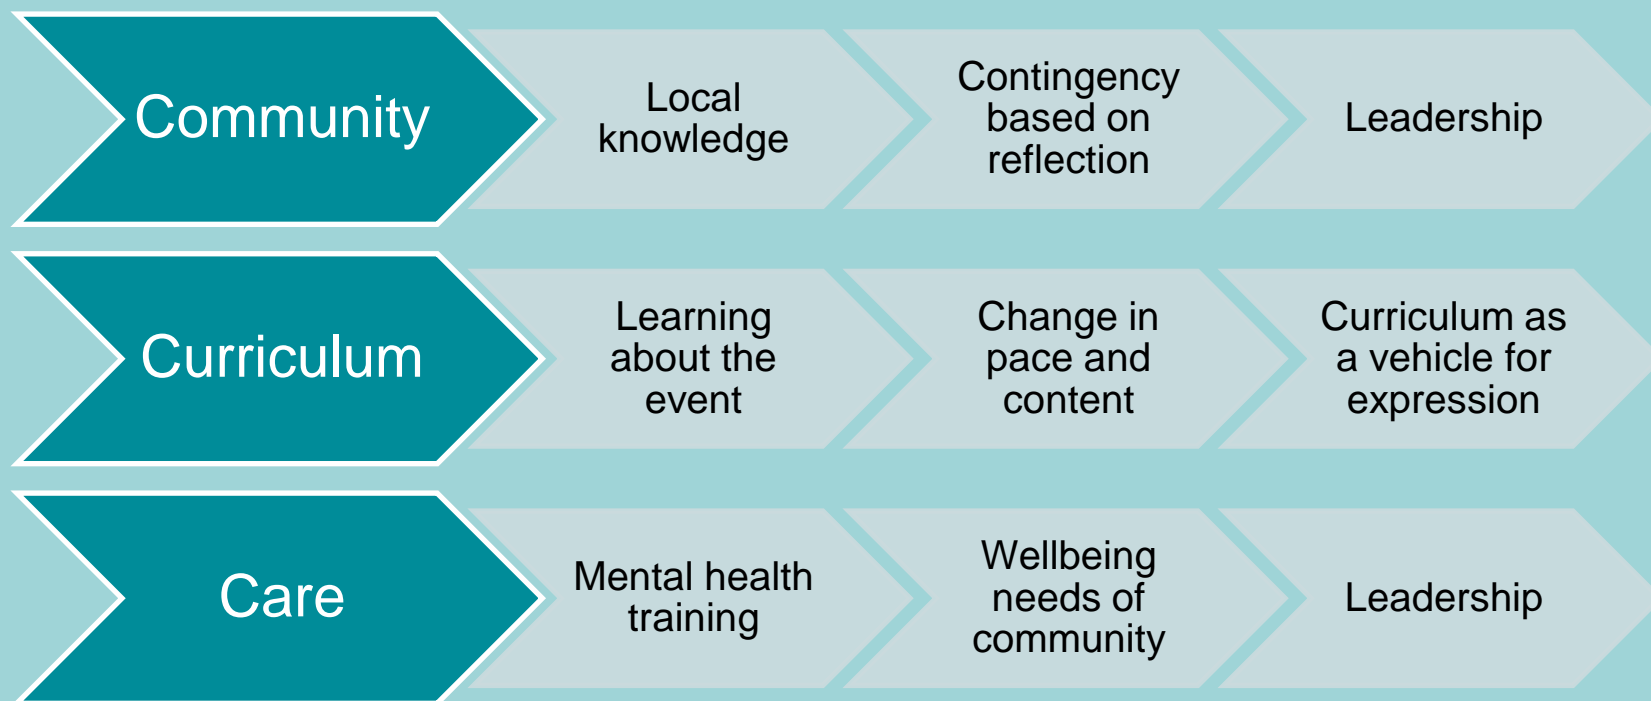 Community
Local
knowledge
Contingency
based on
reflection
Leadership
Curriculum
Learning
about the
event
Change in
pace and
content
Curriculum as
a vehicle for
expression
Care
Mental health
training
Wellbeing
needs of
community
Leadership